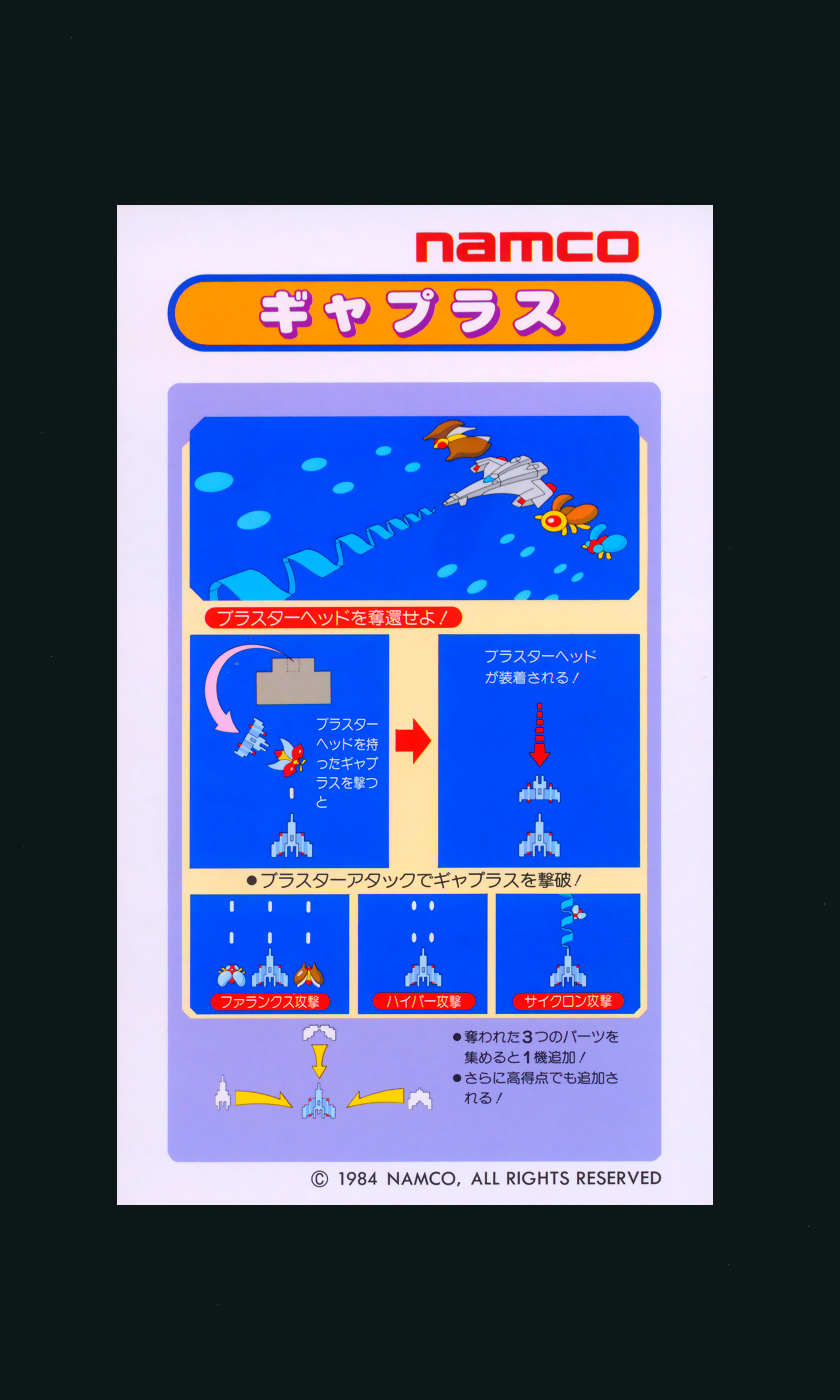 namco
ギャプラス
ブラスターヘッドを奪還せよ！
ブラスター
ヘッドを持
ったギャプ
ラスを撃つ
と
ブラスターヘッド
が装着される！
●ブラスターアタックでギャプラスを撃破！
ファランクス攻撃
ハイパー攻撃
サイクロン攻撃
●奪われた3つのパーツを
集めると1機追加！
●さらに高得点でも追加さ
れる！
© 1984 NAMCO, ALL RIGHTS RESERVED